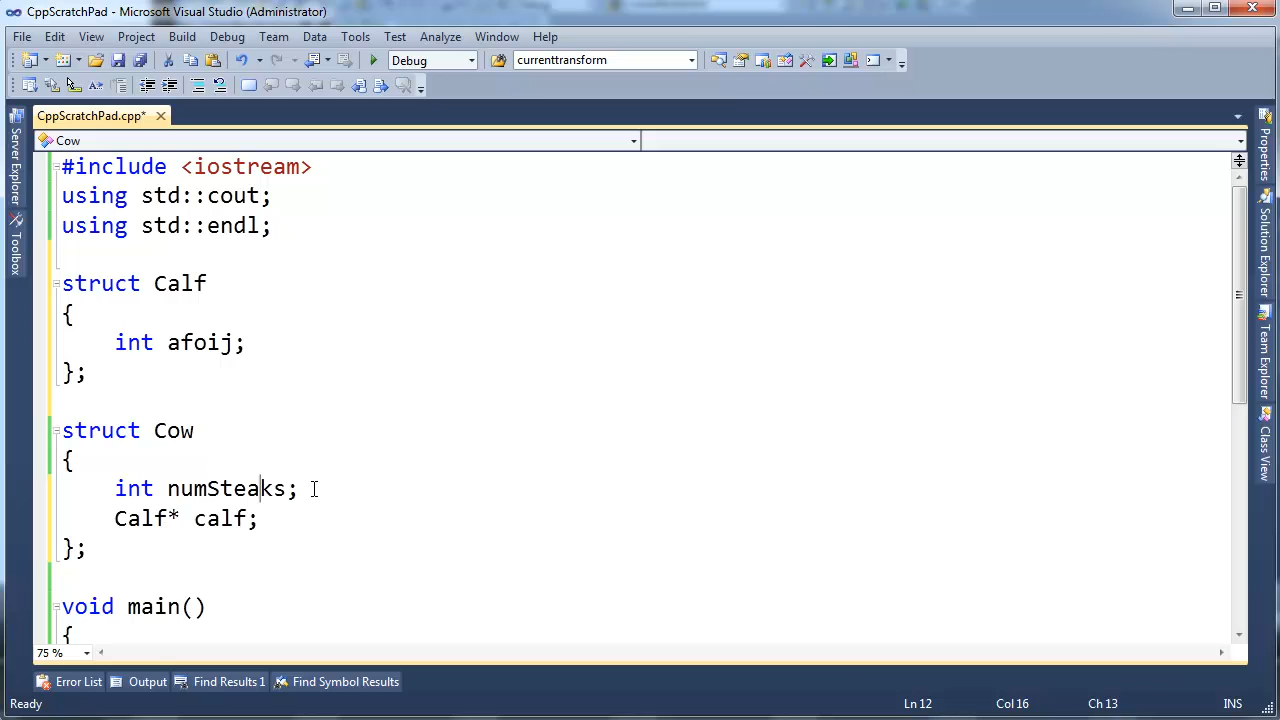 CppScratchPad - Microsoft Visual Studio (Administrator)
File Edit View Project Build Debug Team Data Tools Test Analyze Window Help
Debug currenttransform
CppScratchPad.cpp*
Cow
#include <iostream>
using std::cout;
using std::endl;
struct Calf
{
int afoij;
};
struct Cow
{
int numSteaks;
Calf* calf;
};
void main()
{
75 %
Error List Output Find Results 1 Find Symbol Results
Ready Ln 12 Col 16 Ch 13 INS
Server Explorer
Toolbox
Properties
Solution Explorer
Team Explorer
Class View